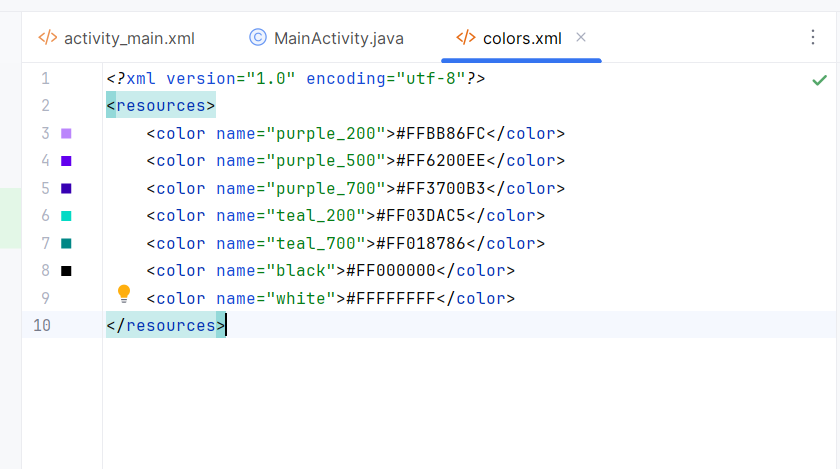 activity_main.xml MainActivity.java colors.xml
1 <?xml version="1.0" encoding="utf-8"?>
2 <resources>
3     <color name="purple_200">#FFBB86FC</color>
4     <color name="purple_500">#FF6200EE</color>
5     <color name="purple_700">#FF3700B3</color>
6     <color name="teal_200">#FF03DAC5</color>
7     <color name="teal_700">#FF018786</color>
8     <color name="black">#FF000000</color>
9     <color name="white">#FFFFFFFF</color>
10 </resources>